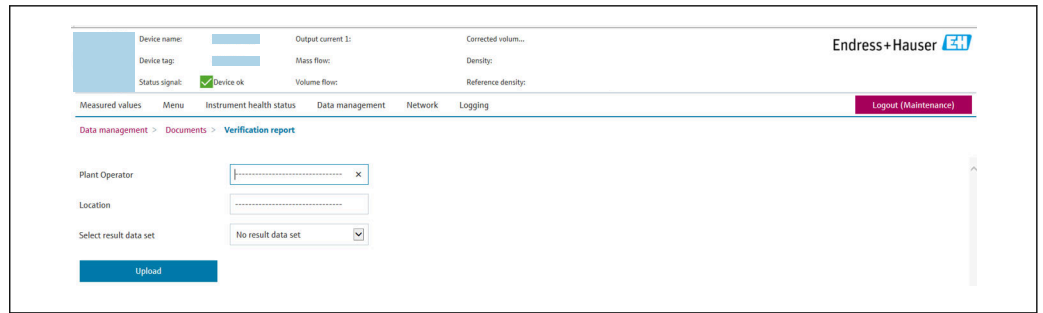 Device name: Output current 1: Corrected volum...
Endress+Hauser EH
Device tag: Mass flow: Density:
Status signal: Device ok Volume flow: Reference density:
Measured values Menu Instrument health status Data management Network Logging Logout (Maintenance)
Data management > Documents > Verification report
Plant Operator -------------------------------- ×
Location --------------------------------
Select result data set No result data set
Upload